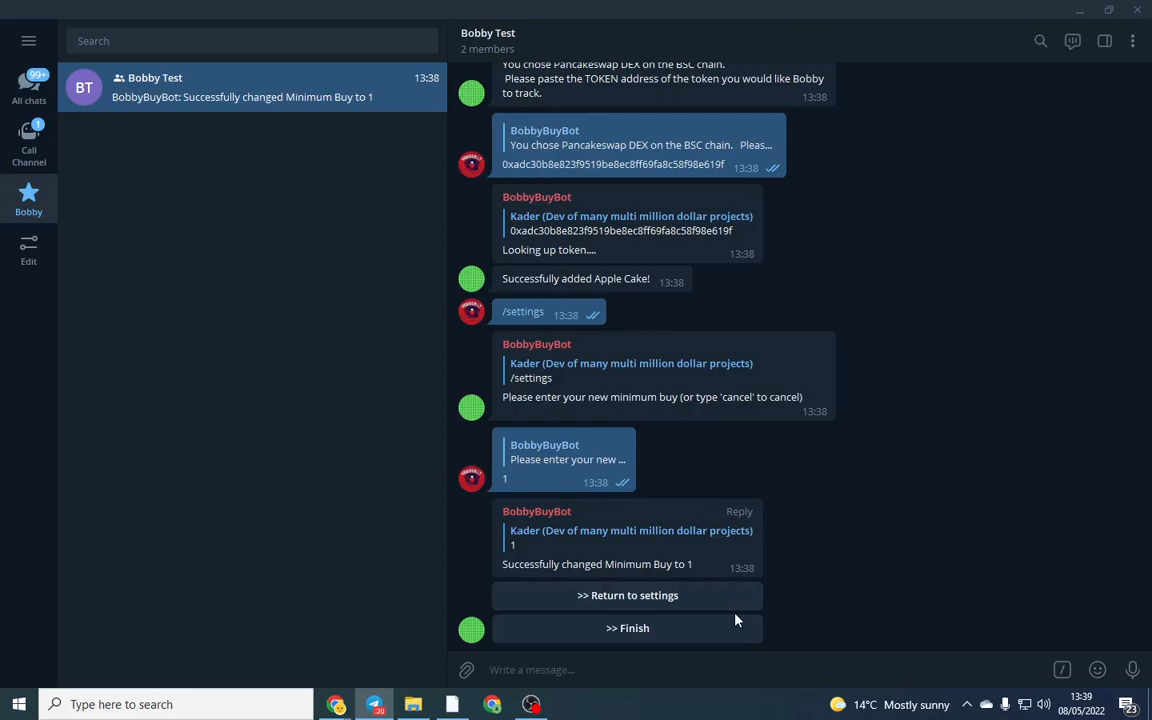 Search
99+
All chats
1
Call
Channel
Bobby
Edit
BT
Bobby Test
13:38
BobbyBuyBot: Successfully changed Minimum Buy to 1
Bobby Test
2 members
You chose Pancakeswap DEX on the BSC chain.
Please paste the TOKEN address of the token you would like Bobby
to track.
13:38
BobbyBuyBot
You chose Pancakeswap DEX on the BSC chain. Pleas...
0xadc30b8e823f9519be8ec8ff69fa8c58f98e619f
13:38
BobbyBuyBot
Kader (Dev of many multi million dollar projects)
0xadc30b8e823f9519be8ec8ff69fa8c58f98e619f
Looking up token....
13:38
Successfully added Apple Cake!
13:38
/settings
13:38
BobbyBuyBot
Kader (Dev of many multi million dollar projects)
/settings
Please enter your new minimum buy (or type 'cancel' to cancel)
13:38
BobbyBuyBot
Please enter your new ...
1
13:38
BobbyBuyBot
Reply
Kader (Dev of many multi million dollar projects)
1
Successfully changed Minimum Buy to 1
13:38
>> Return to settings
>> Finish
Write a message...
Type here to search
20
14°C Mostly sunny
13:39
08/05/2022
23